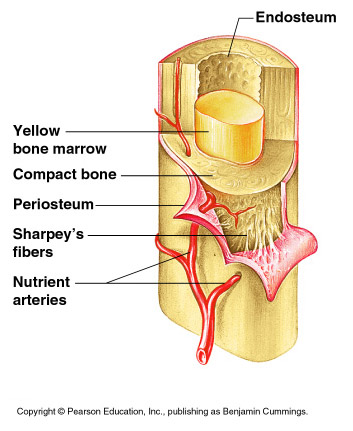 Endosteum
Yellow
bone marrow
Compact bone
Periosteum
Sharpey's
fibers
Nutrient
arteries
Copyright © Pearson Education, Inc., publishing as Benjamin Cummings.